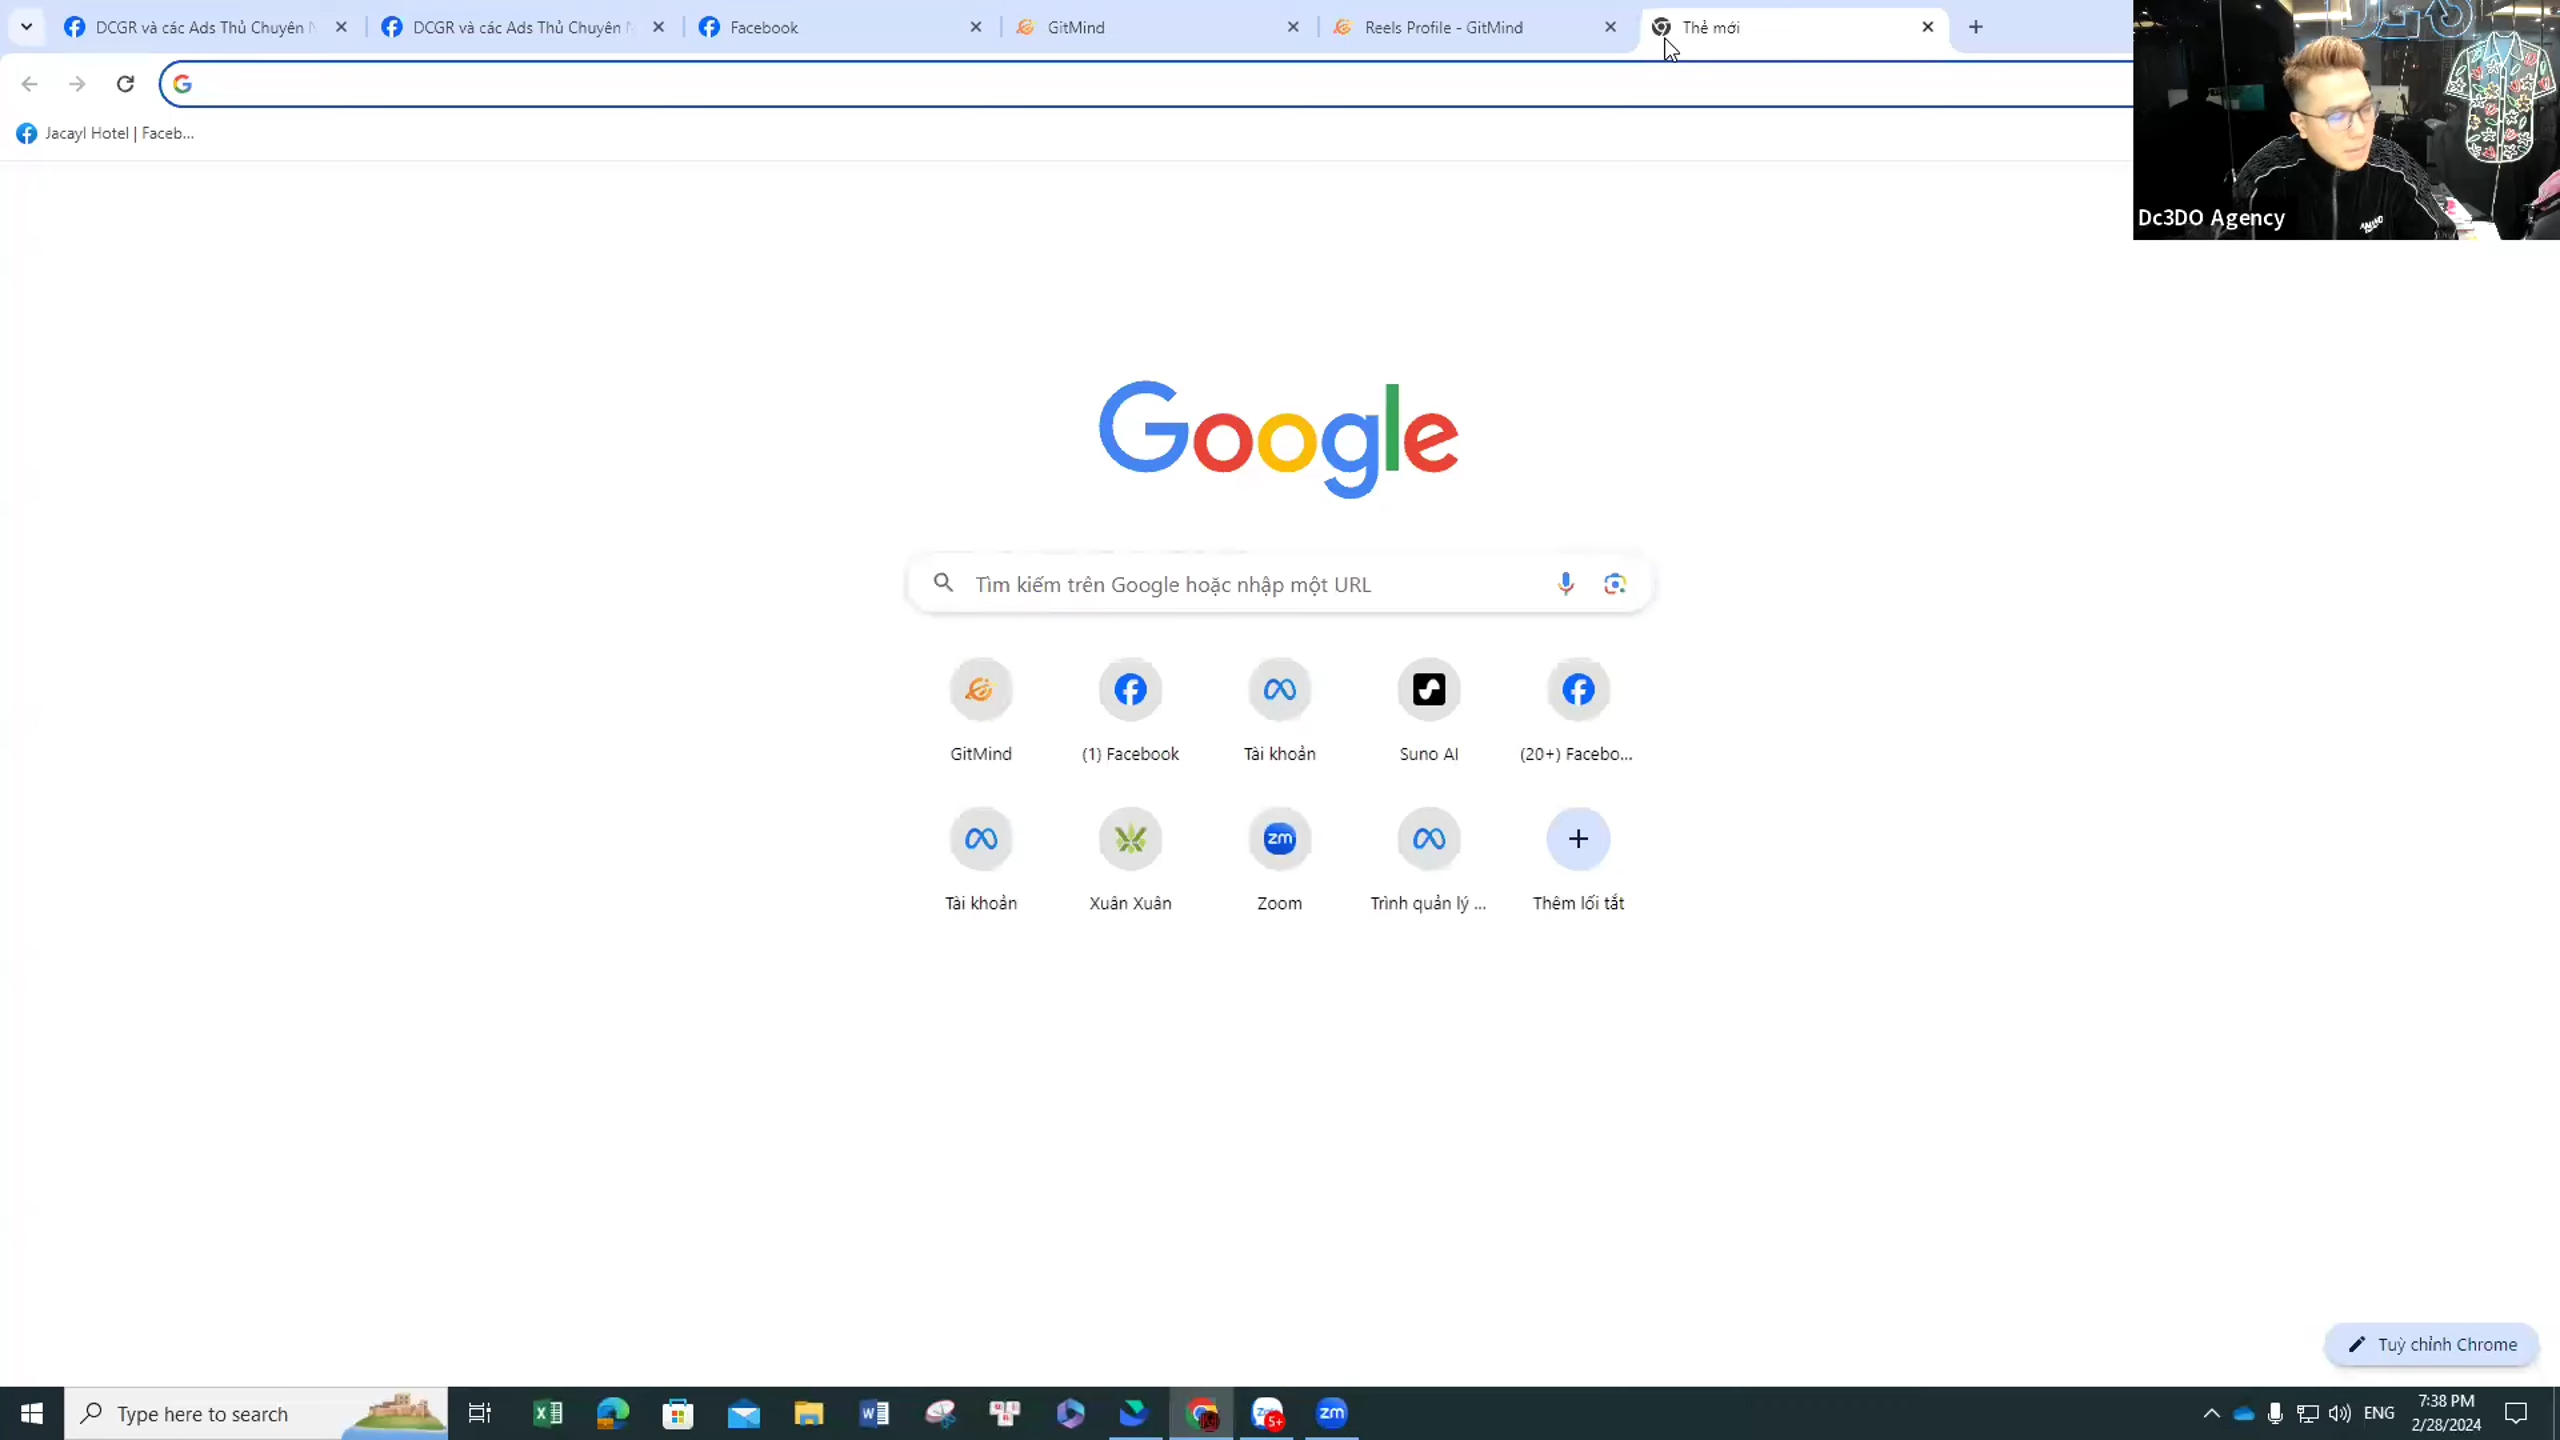 DCGR và các Ads Thủ Chuyên
DCGR và các Ads Thủ Chuyên
Facebook
GitMind
Reels Profile - GitMind
Thẻ mới
Jacayl Hotel | Faceb...
Dc3DO Agency
Google
Tìm kiếm trên Google hoặc nhập một URL
GitMind
(1) Facebook
Tài khoản
Suno AI
(20+) Facebo...
zm
Tài khoản
Xuân Xuân
Zoom
Trình quản lý ...
Thêm lối tắt
Tuỳ chỉnh Chrome
Type here to search
5+
zm
ENG
7:38 PM
2/28/2024